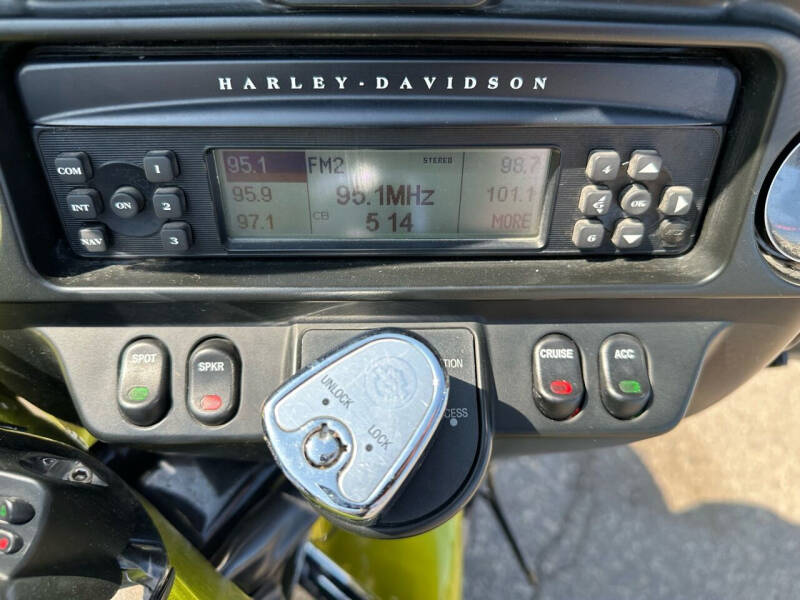 HARLEY-DAVIDSON
COM
1
INT
ON
2
NAV
3
95.1
FM2
STEREO
98.7
95.9
95.1MHz
101.1
97.1
CB
5 14
MORE
4
OK
6
SPOT
SPKR
UNLOCK
LOCK
CRUISE
ACC